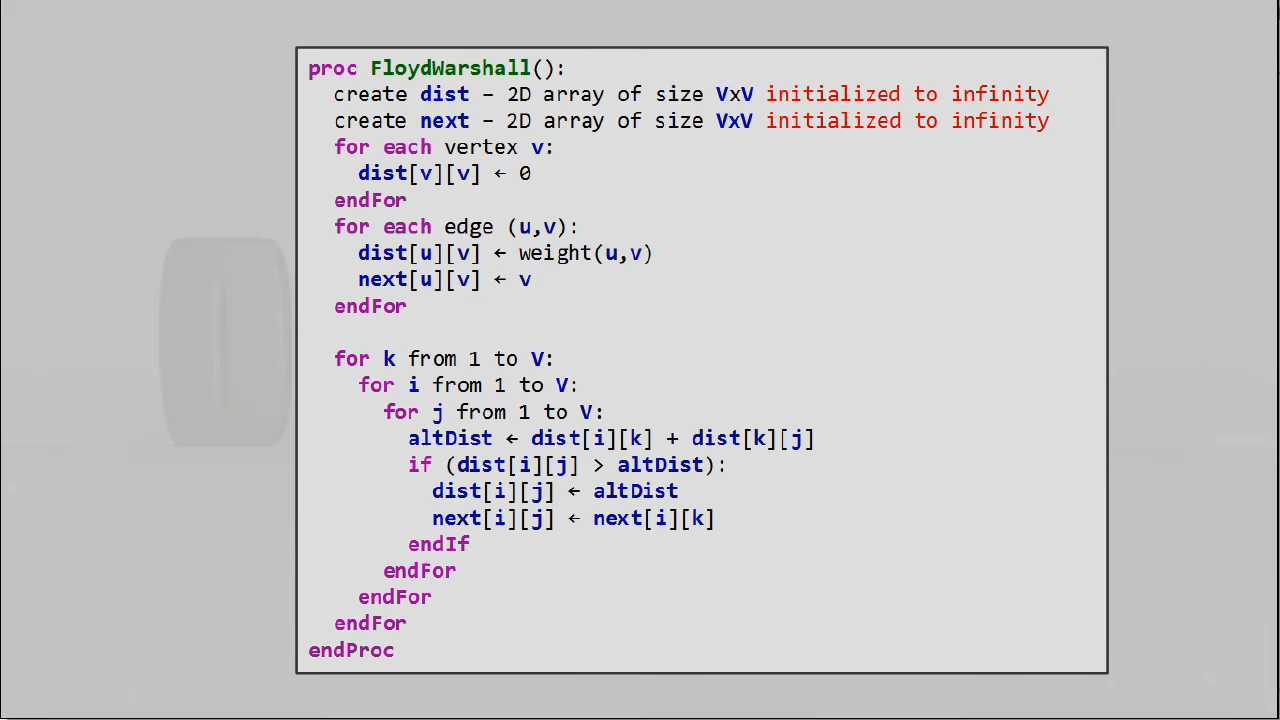 proc FloydWarshall():
create dist – 2D array of size VxV initialized to infinity
create next – 2D array of size VxV initialized to infinity
for each vertex v:
dist[v][v] ← 0
endFor
for each edge (u,v):
dist[u][v] ← weight(u,v)
next[u][v] ← v
endFor
for k from 1 to V:
for i from 1 to V:
for j from 1 to V:
altDist ← dist[i][k] + dist[k][j]
if (dist[i][j] > altDist):
dist[i][j] ← altDist
next[i][j] ← next[i][k]
endIf
endFor
endFor
endFor
endProc